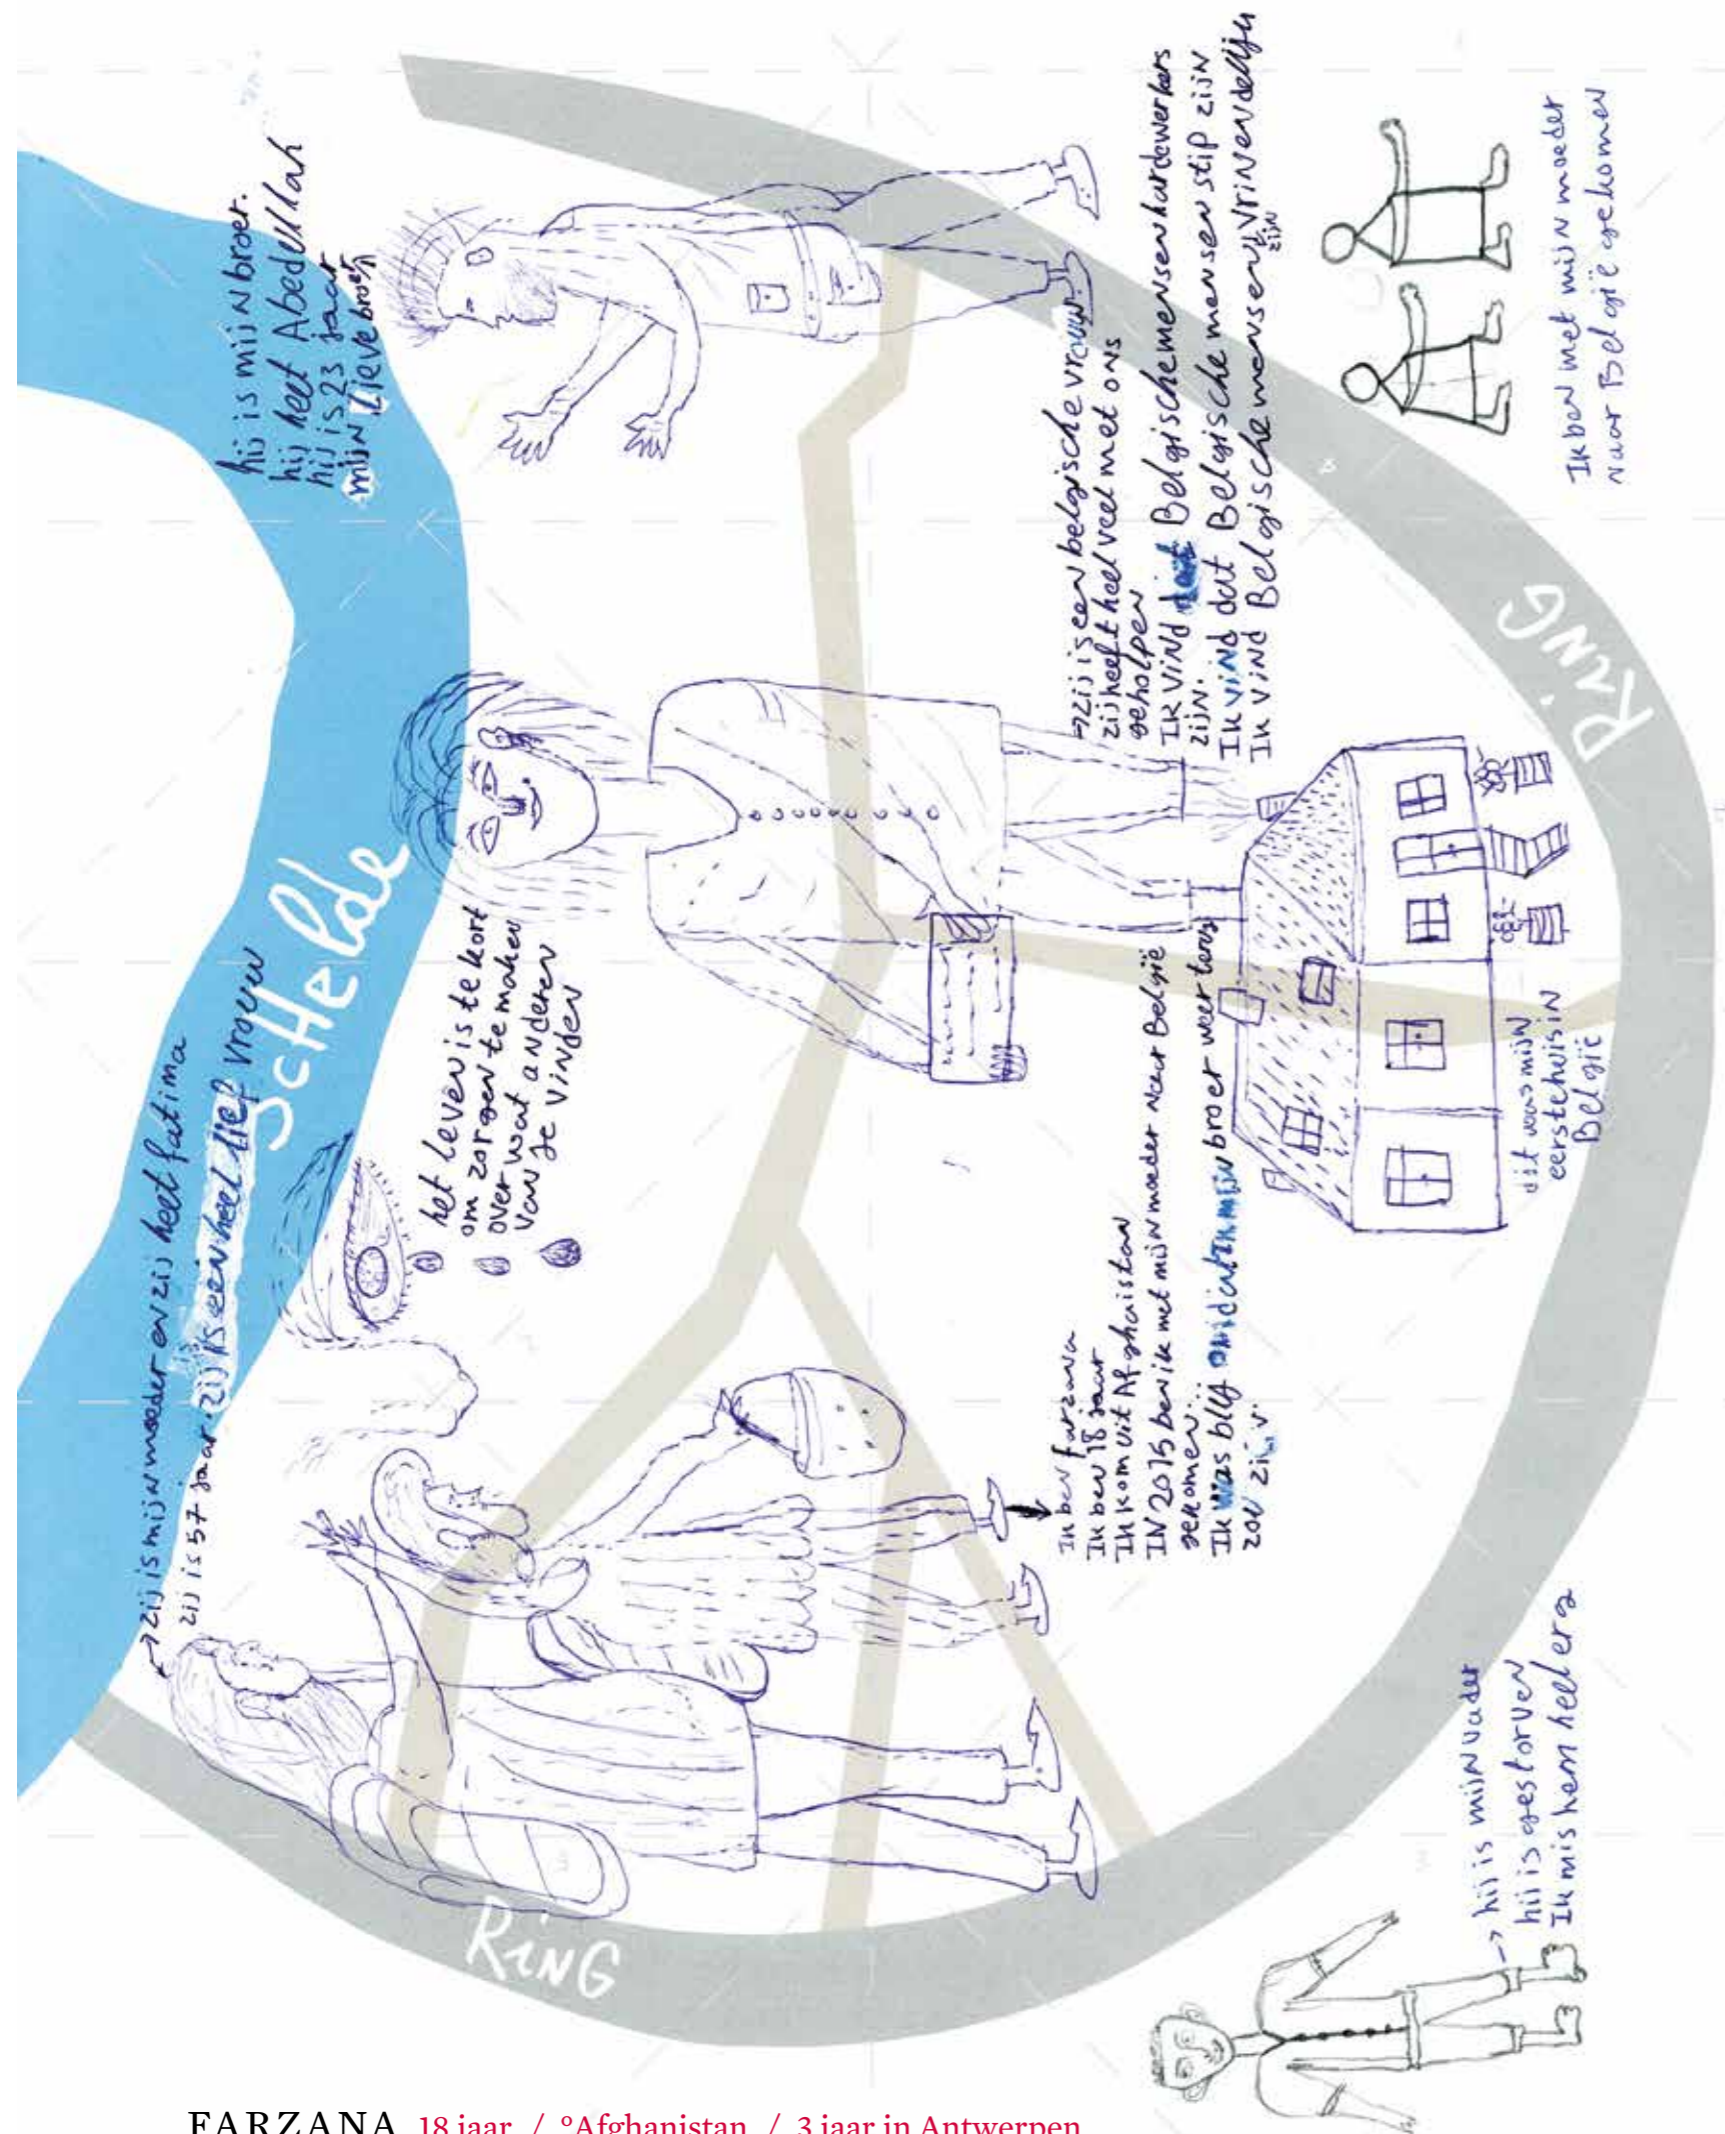 →zij is mijn moeder en zij heet fatima
zij is 57 jaar. zij is een heel lief vrouw
SCHelde
hij is mijn broer.
hij heet Abedellah
hij is 23 jaar
mijn lieve broer
het leven is te kort
om zorgen te maken
over wat anderen
van je vinden
Ik ben farzana
Ik ben 18 jaar
Ik kom uit Afghaistan
IN 2015 ben ik met mijn moeder naar België
gekomen.
Ik was blij omdat ik mijn broer weer terug
zou zien.
→zij is een belgische vrouw
zij heeft heel veel met ons
geholpen
Ik vind dat Belgische mensen hardewerkers
zijn.
Ik vind dat Belgische mensen stip zijn
Ik vind Belgische mensen vrinendelijk
zijn
dit was mijn
eerste huis in
België
Ik ben met mijn moeder
naar België gekomen
→ hij is mijn vader
hij is gestorven
Ik mis hem heel erg
RING
RING
FARZANA 18 jaar / °Afghanistan / 3 jaar in Antwerpen